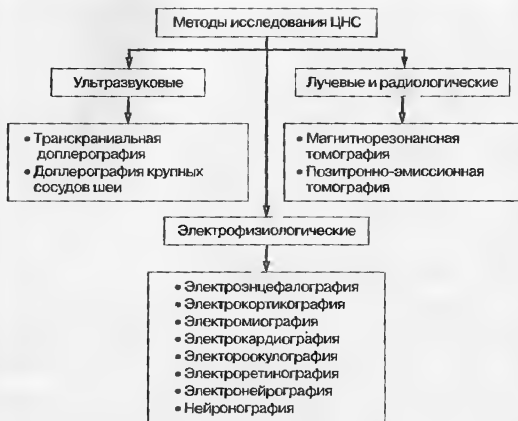 Методы исследования ЦНС
Ультразвуковые
Лучевые и радиологические
• Транскраниальная
доплерография
• Доплерография крупных
сосудов шеи
• Магнитнорезонансная
томография
• Позитронно-эмиссионная
томография
Электрофизиологические
• Электроэнцефалография
• Электрокортикография
• Электромиография
• Электрокардиография
• Электороокулография
• Электроретинография
• Электронейрография
• Нейронография